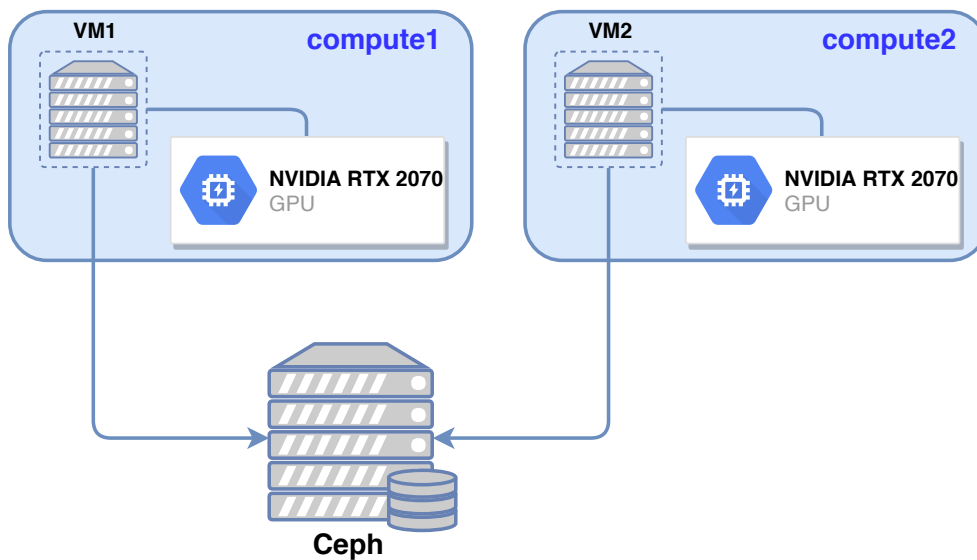 VM1
compute1
NVIDIA RTX 2070
GPU
VM2
compute2
NVIDIA RTX 2070
GPU
Ceph